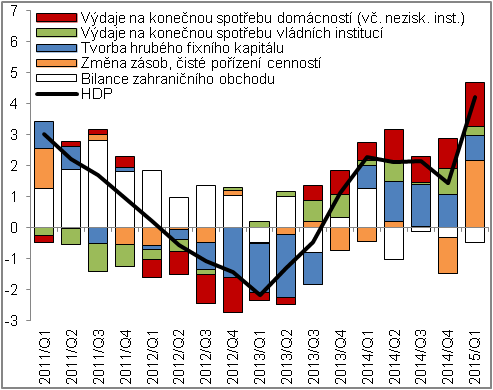 7
6
5
4
3
2
1
0
-1
-2
-3
Výdaje na konečnou spotřebu domácností (vč. nezisk. inst.)
Výdaje na konečnou spotřebu vládních institucí
Tvorba hrubého fixního kapitálu
Změna zásob, čisté pořízení cenností
Bilance zahraničního obchodu
HDP
2011/Q1
2011/Q2
2011/Q3
2011/Q4
2012/Q1
2012/Q2
2012/Q3
2012/Q4
2013/Q1
2013/Q2
2013/Q3
2013/Q4
2014/Q1
2014/Q2
2014/Q3
2014/Q4
2015/Q1